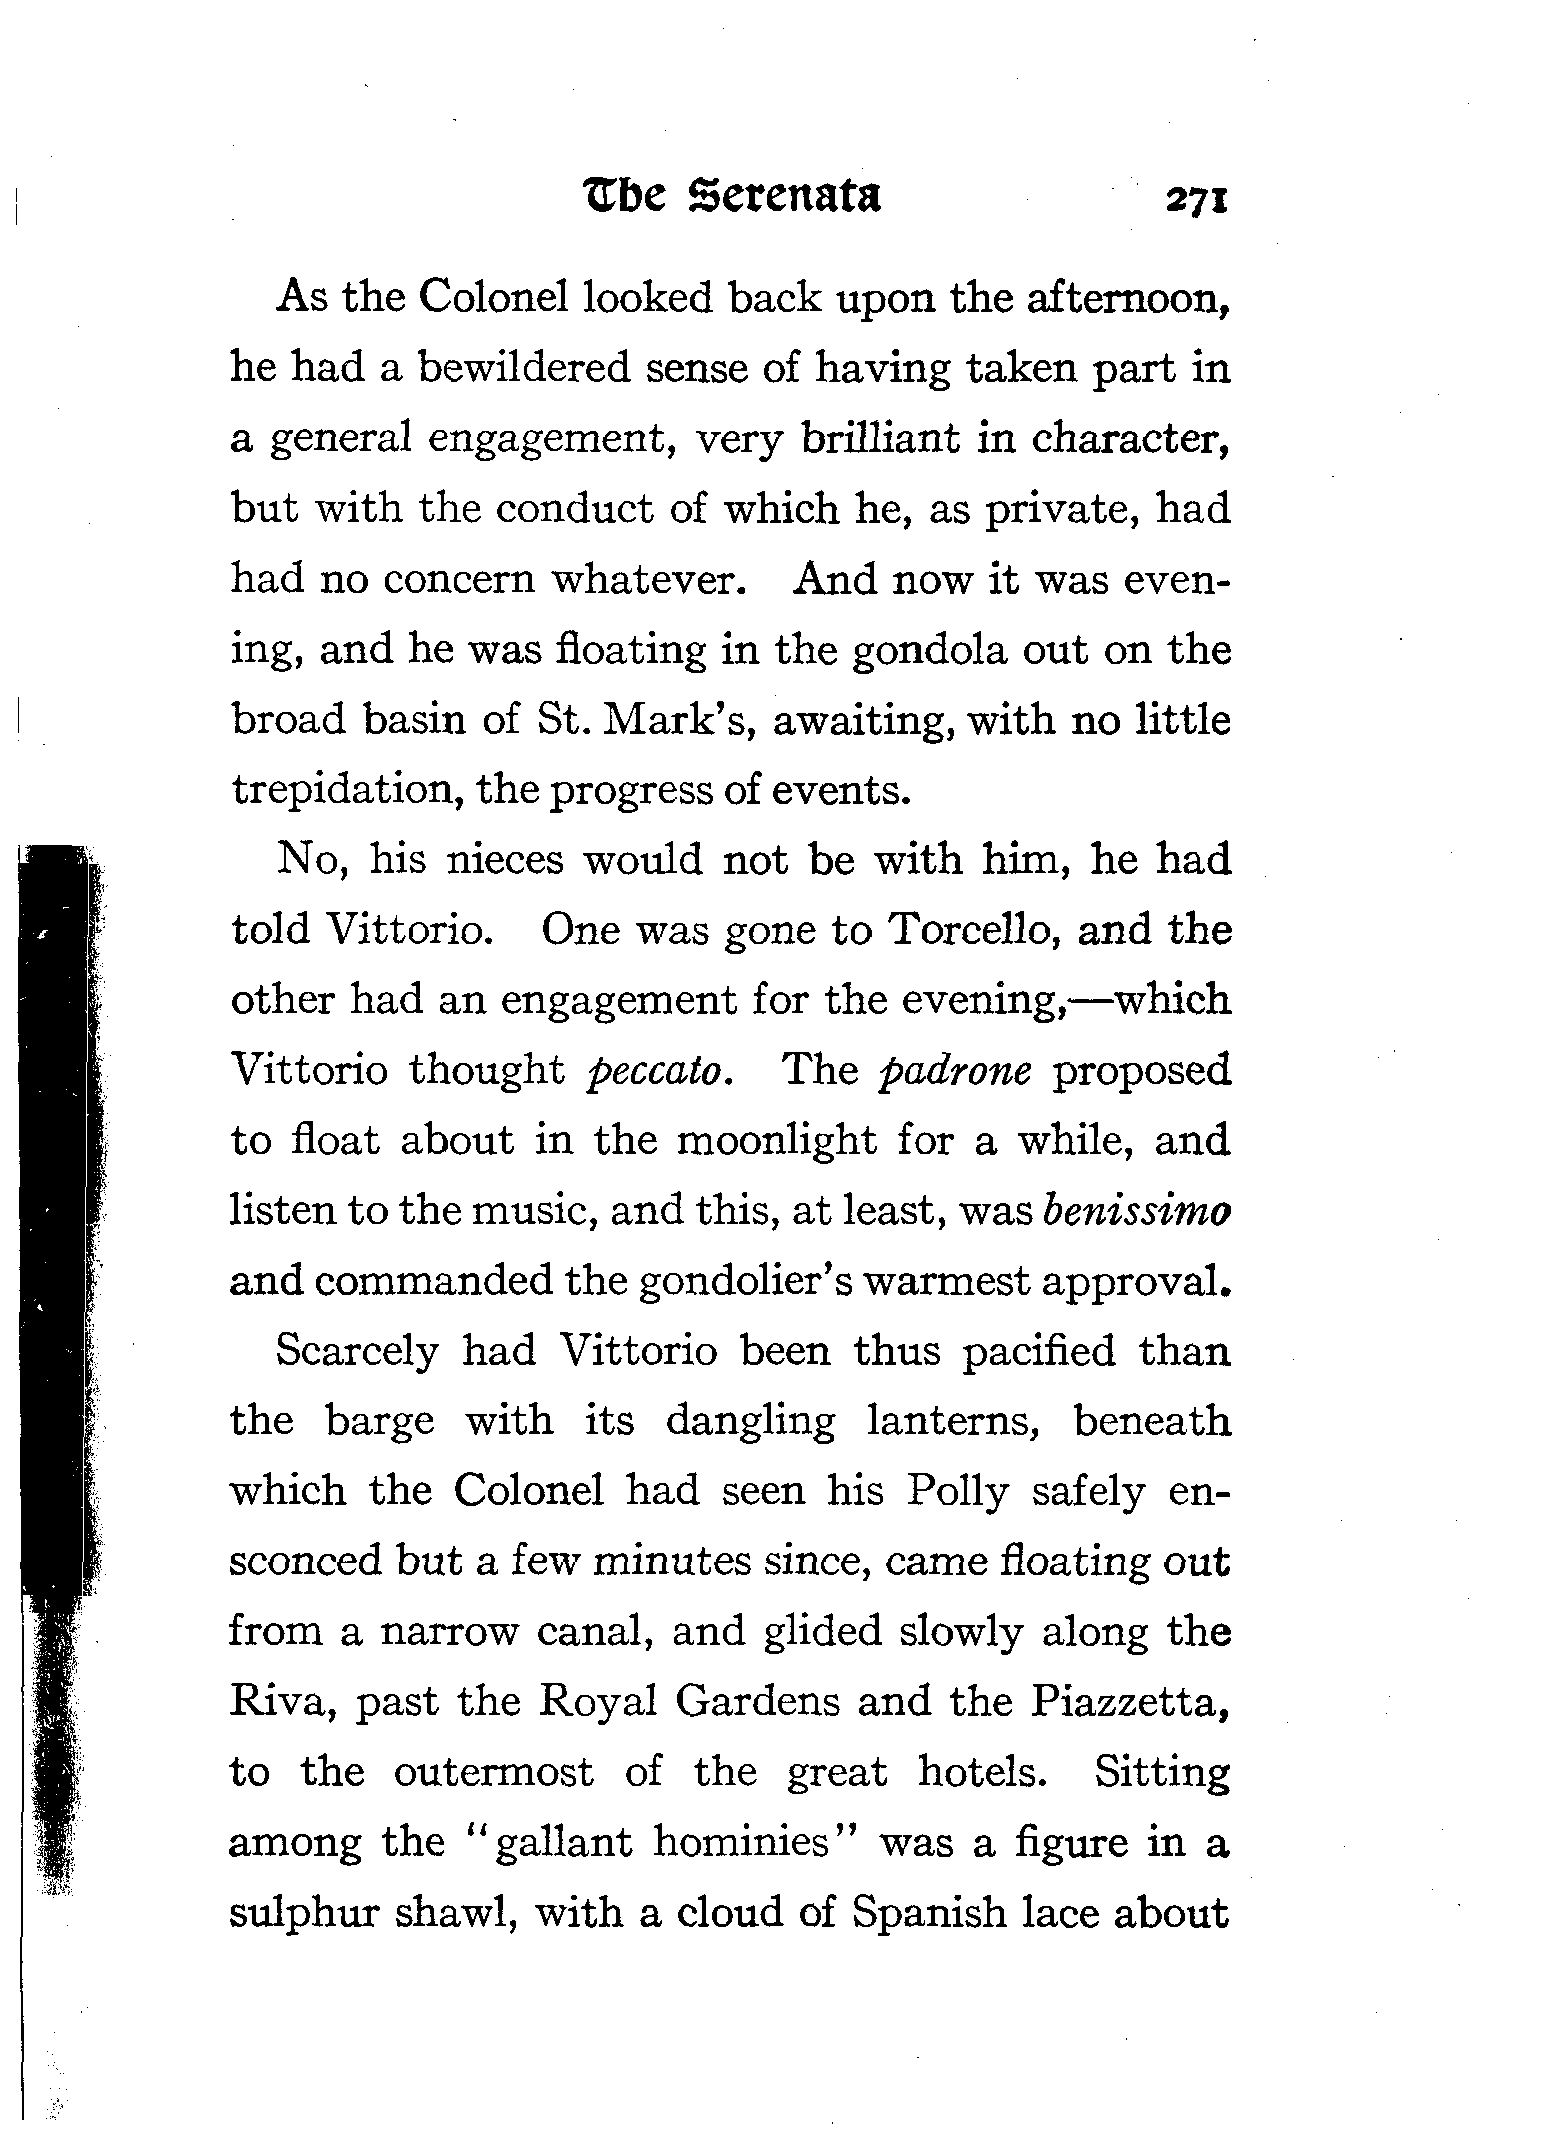 The Serenata 271
As the Colonel looked back upon the afternoon,
he had a bewildered sense of having taken part in
a general engagement, very brilliant in character,
but with the conduct of which he, as private, had
had no concern whatever. And now it was even-
ing, and he was floating in the gondola out on the
broad basin of St. Mark's, awaiting, with no little
trepidation, the progress of events.
No, his nieces would not be with him, he had
told Vittorio. One was gone to Torcello, and the
other had an engagement for the evening,—which
Vittorio thought peccato. The padrone proposed
to float about in the moonlight for a while, and
listen to the music, and this, at least, was benissimo
and commanded the gondolier's warmest approval.
Scarcely had Vittorio been thus pacified than
the barge with its dangling lanterns, beneath
which the Colonel had seen his Polly safely en-
sconced but a few minutes since, came floating out
from a narrow canal, and glided slowly along the
Riva, past the Royal Gardens and the Piazzetta,
to the outermost of the great hotels. Sitting
among the "gallant hominies" was a figure in a
sulphur shawl, with a cloud of Spanish lace about